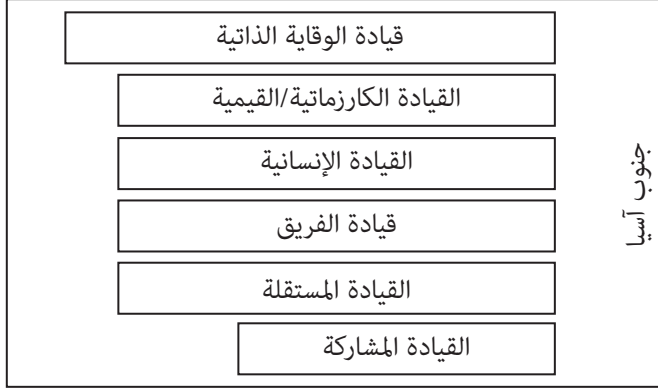 قيادة الوقاية الذاتية
القيادة الكارزماتية/القيمية
القيادة الإنسانية
قيادة الفريق
القيادة المستقلة
القيادة المشاركة
جنوب آسيا